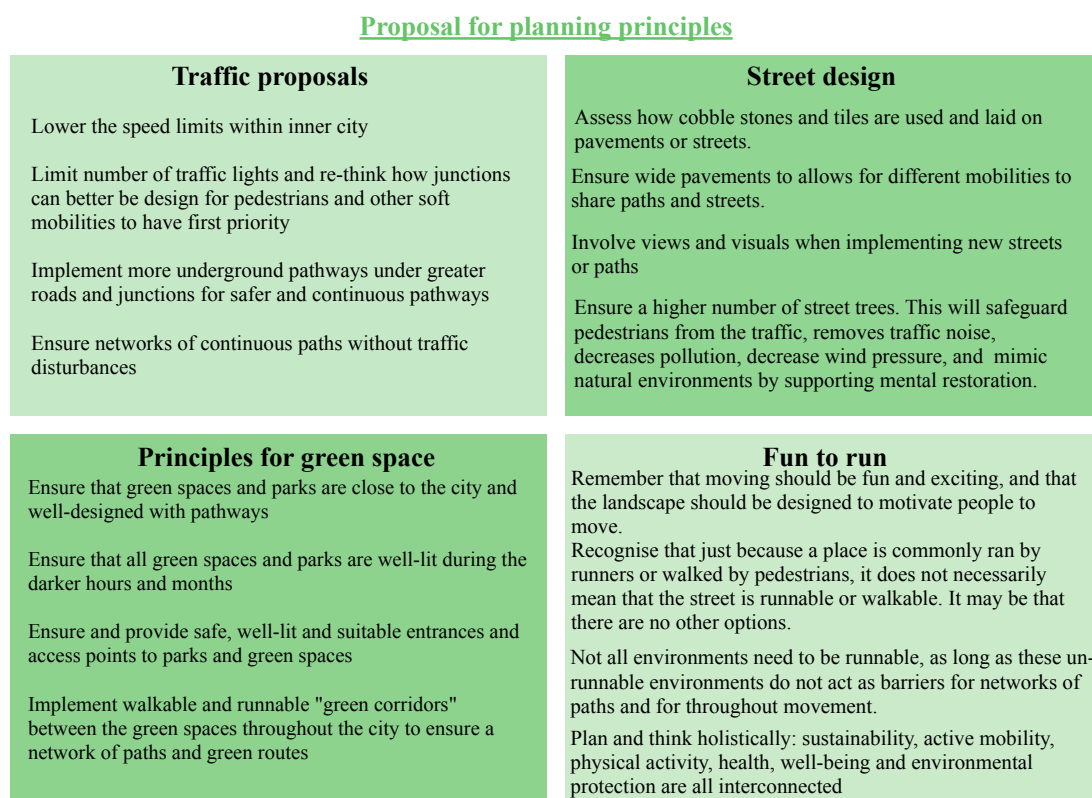 Proposal for planning principles
Traffic proposals
Lower the speed limits within inner city
Limit number of traffic lights and re-think how junctions
can better be design for pedestrians and other soft
mobilities to have first priority
Implement more underground pathways under greater
roads and junctions for safer and continuous pathways
Ensure networks of continuous paths without traffic
disturbances
Street design
Assess how cobble stones and tiles are used and laid on
pavements or streets.
Ensure wide pavements to allows for different mobilities to
share paths and streets.
Involve views and visuals when implementing new streets
or paths
Ensure a higher number of street trees. This will safeguard
pedestrians from the traffic, removes traffic noise,
decreases pollution, decrease wind pressure, and mimic
natural environments by supporting mental restoration.
Principles for green space
Ensure that green spaces and parks are close to the city and
well-designed with pathways
Ensure that all green spaces and parks are well-lit during the
darker hours and months
Ensure and provide safe, well-lit and suitable entrances and
access points to parks and green spaces
Implement walkable and runnable "green corridors"
between the green spaces throughout the city to ensure a
network of paths and green routes
Fun to run
Remember that moving should be fun and exciting, and that
the landscape should be designed to motivate people to
move.
Recognise that just because a place is commonly ran by
runners or walked by pedestrians, it does not necessarily
mean that the street is runnable or walkable. It may be that
there are no other options.
Not all environments need to be runnable, as long as these un-
runnable environments do not act as barriers for networks of
paths and for throughout movement.
Plan and think holistically: sustainability, active mobility,
physical activity, health, well-being and environmental
protection are all interconnected